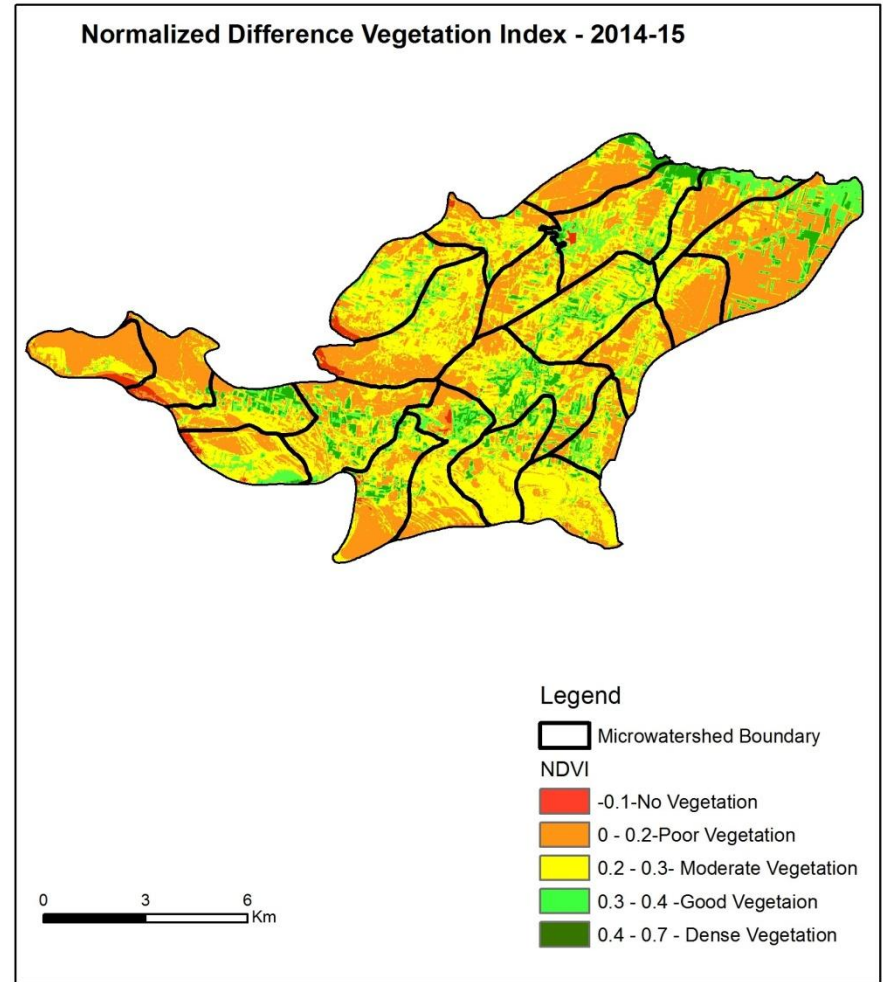 Normalized Difference Vegetation Index - 2014-15
Legend
Microwatershed Boundary
NDVI
-0.1-No Vegetation
0 - 0.2-Poor Vegetation
0.2 - 0.3- Moderate Vegetation
0.3 - 0.4 -Good Vegetaion
0.4 - 0.7 - Dense Vegetation
0 3 6
Km